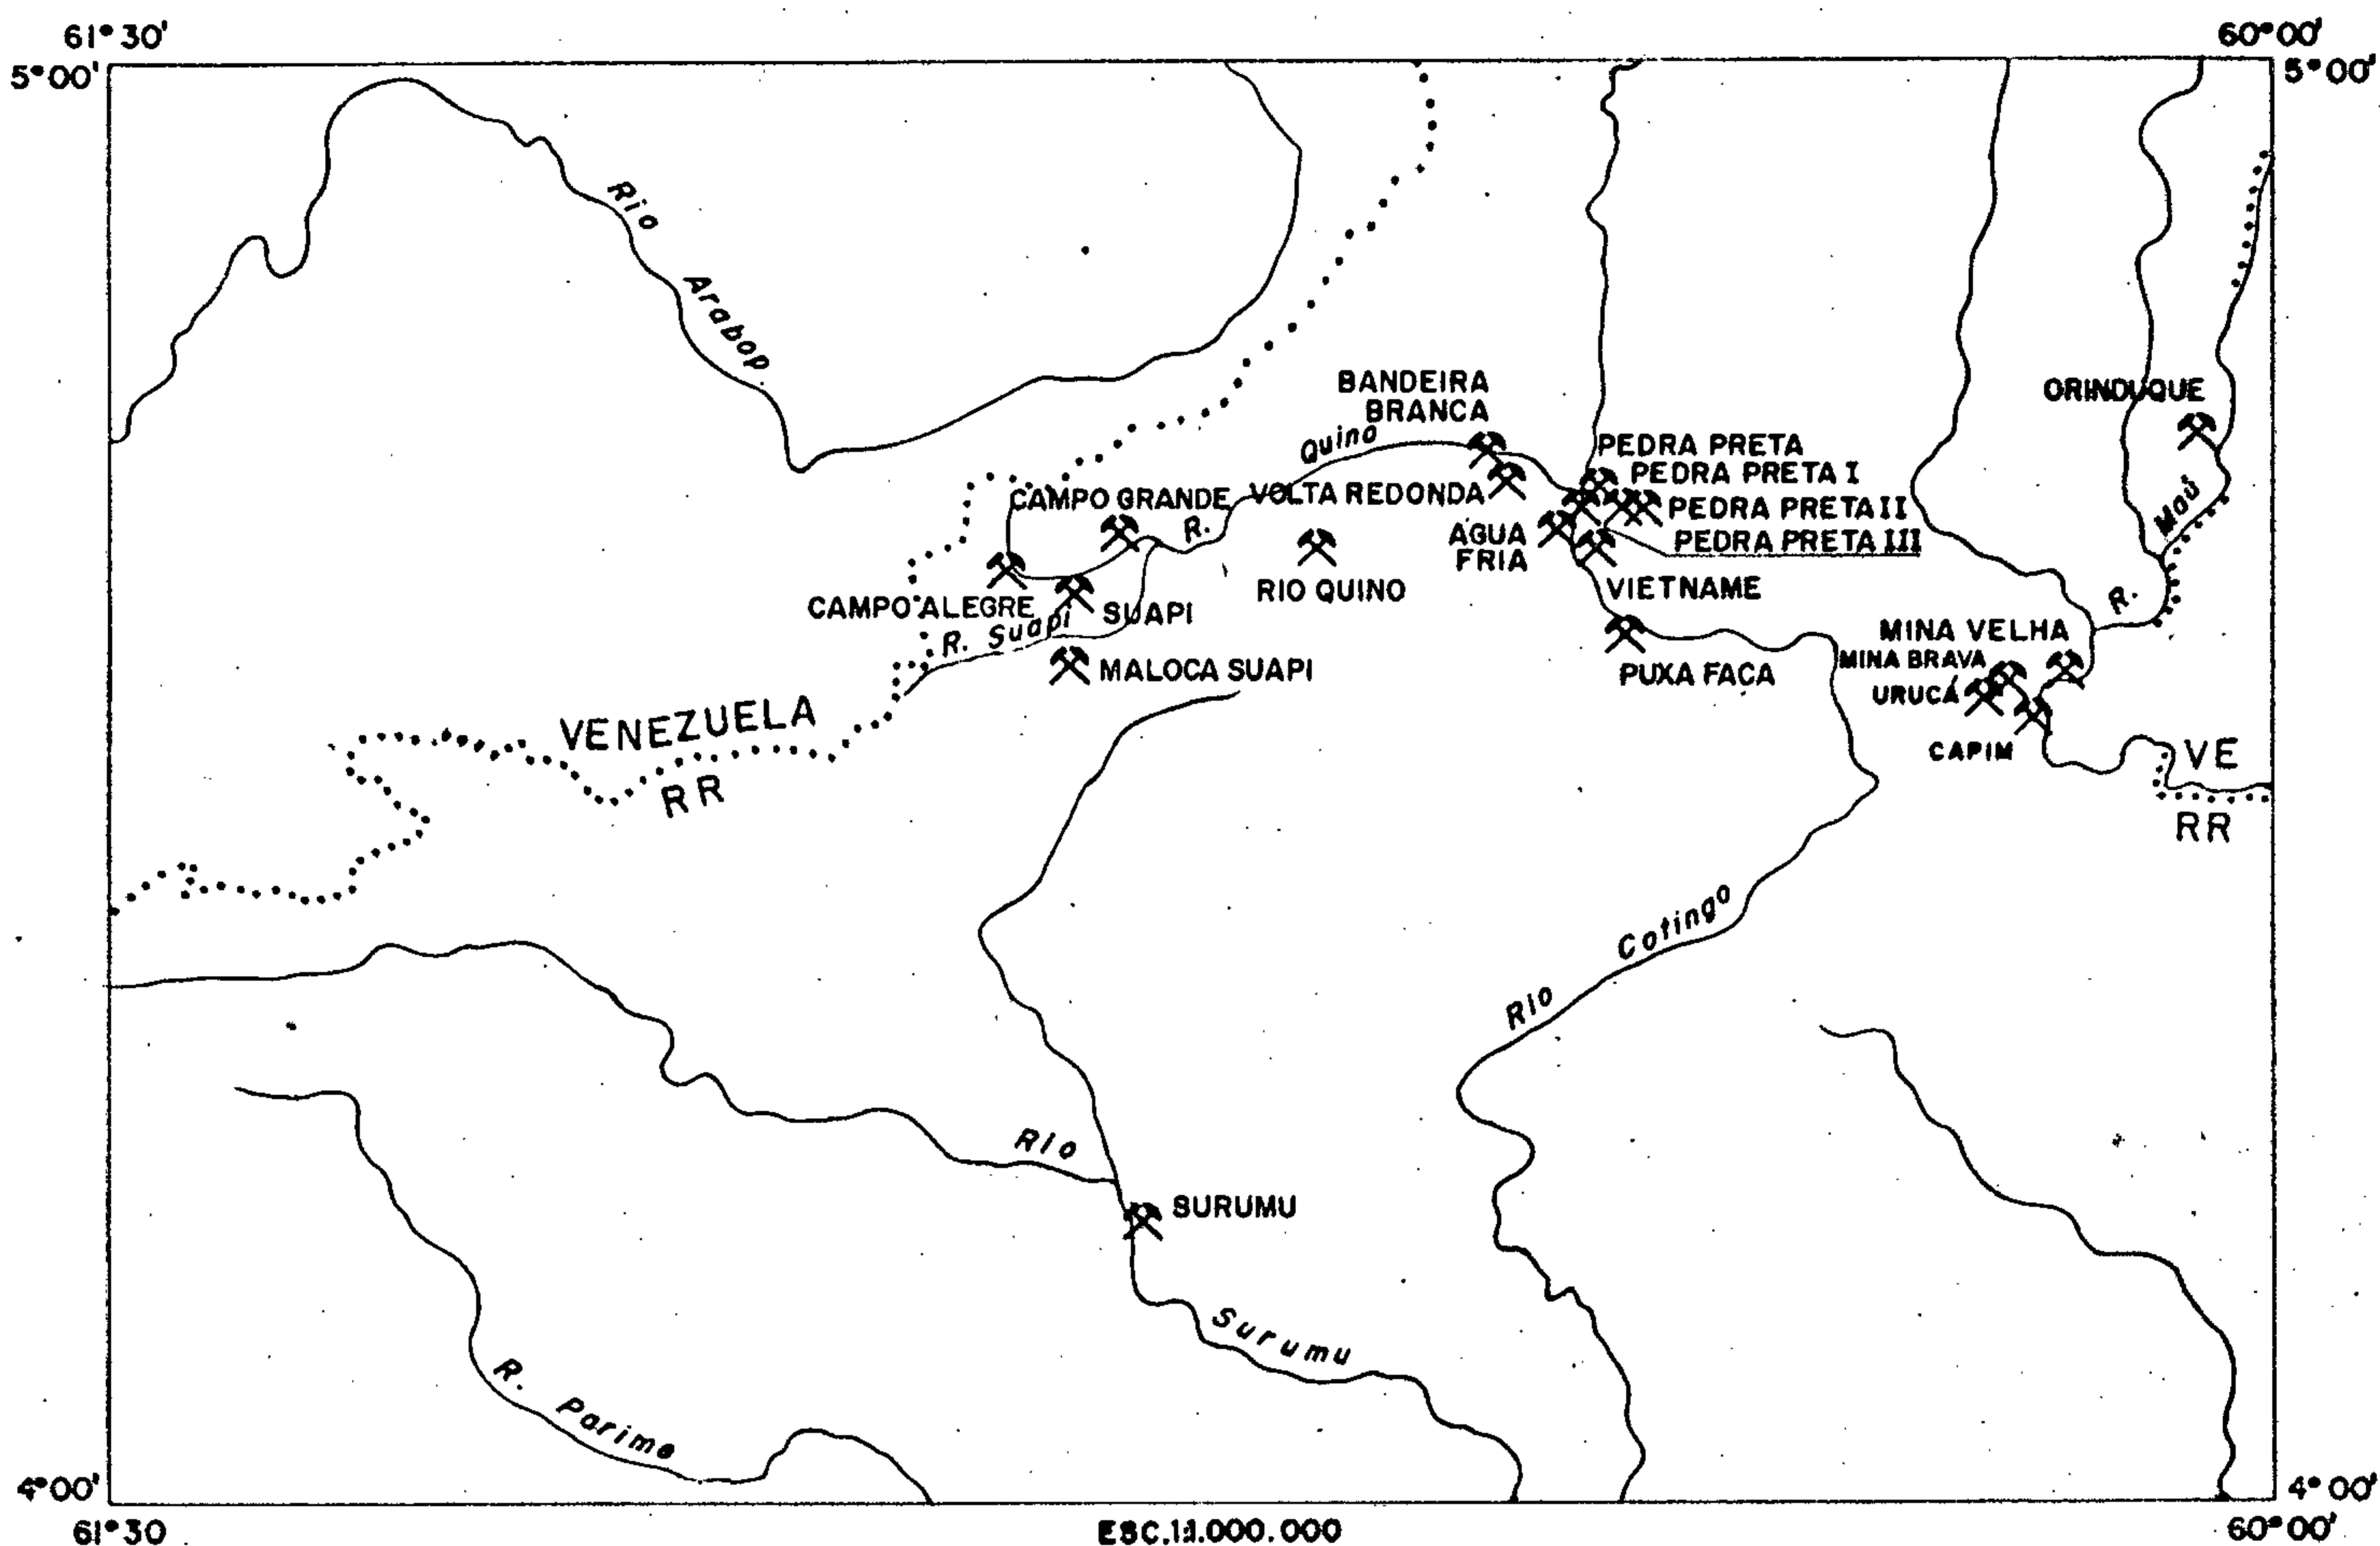 61°30'
60°00'
5°00'
5°00'
Rio
Arabop
BANDEIRA
BRANCA
ORINDUQUE
Quino
PEDRA PRETA
PEDRA PRETA I
CAMPO GRANDE
VOLTA REDONDA
PEDRA PRETA II
Maú
R.
ÁGUA
FRIA
PEDRA PRETA III
RIO QUINO
VIETNAME
CAMPO ALEGRE
SUAPI
R.
R. Suapi
MINA VELHA
MALOCA SUAPI
PUXA FACA
MINA BRAVA
URUCÁ
VENEZUELA
CAPIM
VE
RR
RR
Cotingo
Rio
Rio
SURUMU
Surumu
R. Parime
4°00'
4°00'
61°30
ESC.1:1.000.000
60°00'